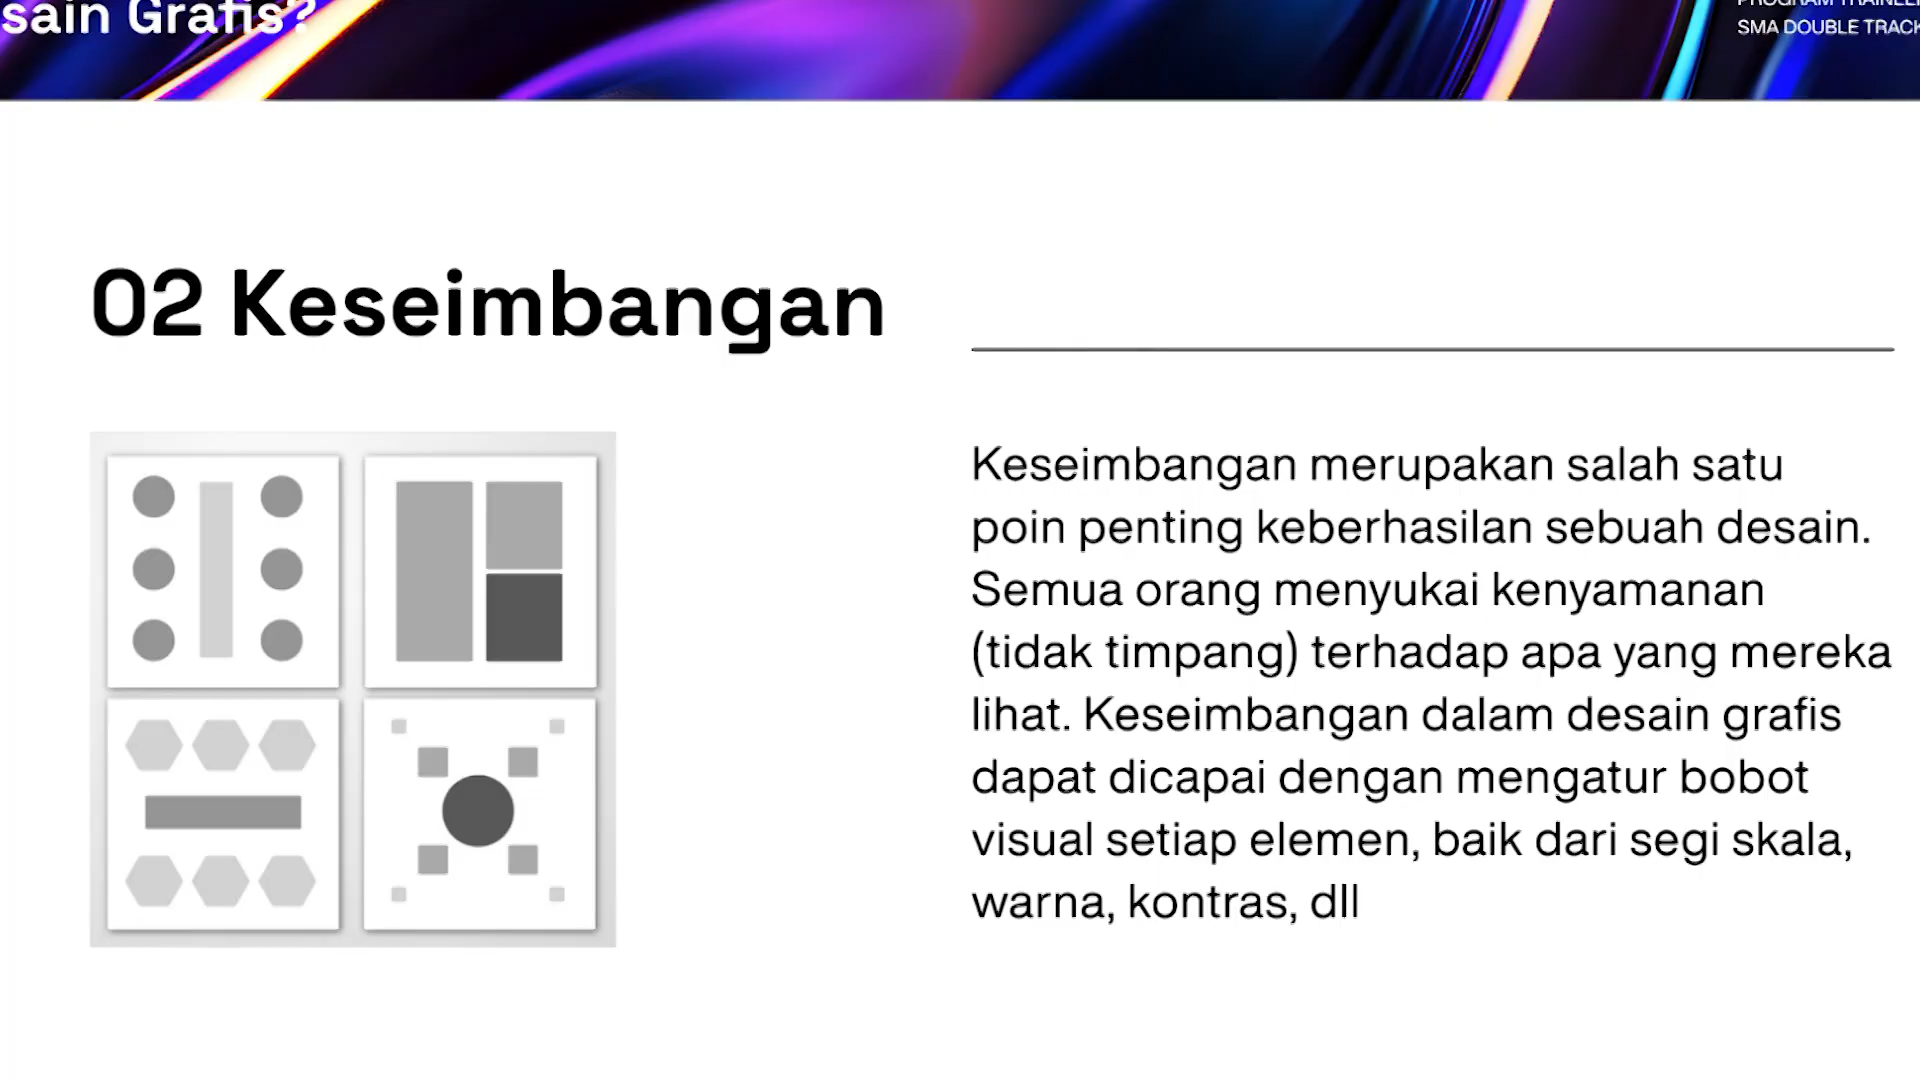 sain Grafis?
SMA DOUBLE TRACK
02 Keseimbangan
Keseimbangan merupakan salah satu
poin penting keberhasilan sebuah desain.
Semua orang menyukai kenyamanan
(tidak timpang) terhadap apa yang mereka
lihat. Keseimbangan dalam desain grafis
dapat dicapai dengan mengatur bobot
visual setiap elemen, baik dari segi skala,
warna, kontras, dll